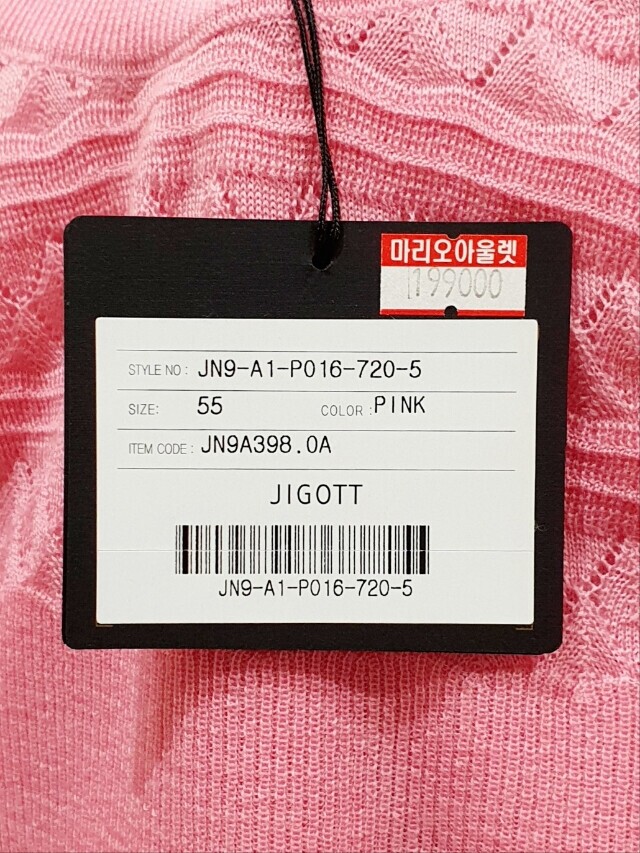 마리오아울렛
199000
STYLE NO : JN9-A1-P016-720-5
SIZE: 55 COLOR : PINK
ITEM CODE : JN9A398.0A
JIGOTT
JN9-A1-P016-720-5